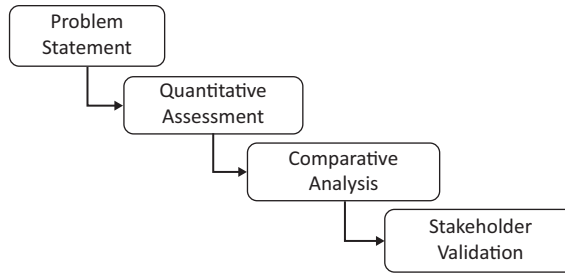 Problem
Statement
Quantitative
Assessment
Comparative
Analysis
Stakeholder
Validation